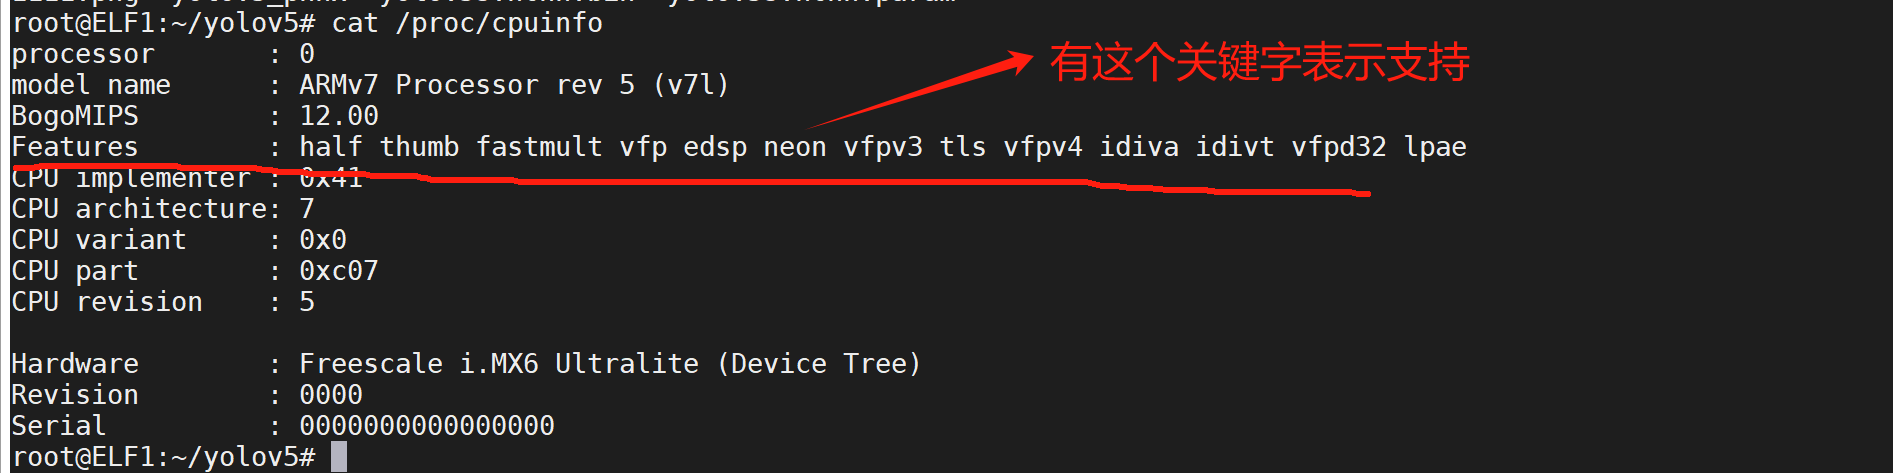 root@ELF1:~/yolov5# cat /proc/cpuinfo
有这个关键字表示支持
processor       : 0
model name      : ARMv7 Processor rev 5 (v7l)
BogoMIPS        : 12.00
Features        : half thumb fastmult vfp edsp neon vfpv3 tls vfpv4 idiva idivt vfpd32 lpae
CPU implementer : 0x41
CPU architecture: 7
CPU variant     : 0x0
CPU part        : 0xc07
CPU revision    : 5
Hardware        : Freescale i.MX6 Ultralite (Device Tree)
Revision        : 0000
Serial          : 0000000000000000
root@ELF1:~/yolov5#